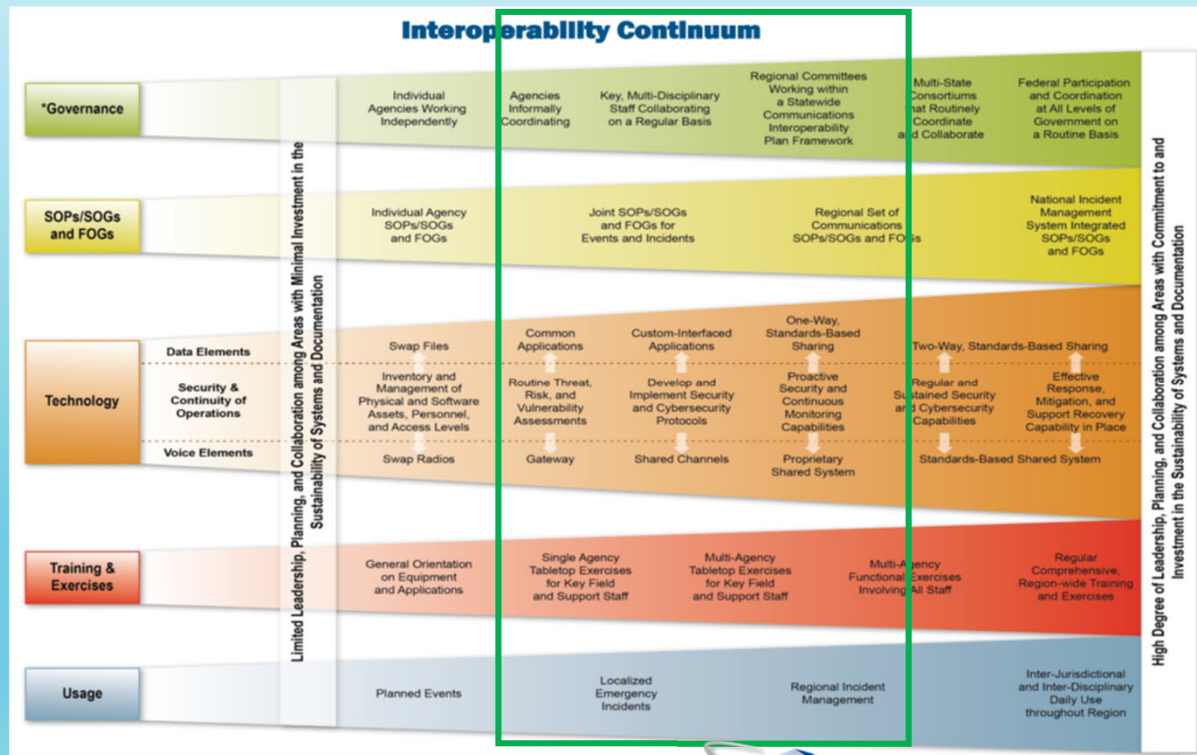 Interoperability Continuum
Limited Leadership, Planning, and Collaboration among Areas with Minimal Investment in the
Sustainability of Systems and Documentation
*Governance
Individual
Agencies Working
Independently
Agencies
Informally
Coordinating
Key, Multi-Disciplinary
Staff Collaborating
on a Regular Basis
Regional Committees
Working within
a Statewide
Communications
Interoperability
Plan Framework
Multi-State
Consortiums
that Routinely
Coordinate
and Collaborate
Federal Participation
and Coordination
at All Levels of
Government on
a Routine Basis
SOPs/SOGs
and FOGs
Individual Agency
SOPs/SOGs
and FOGs
Joint SOPs/SOGs
and FOGs for
Events and Incidents
Regional Set of
Communications
SOPs/SOGs and FOGs
National Incident
Management
System Integrated
SOPs/SOGs
and FOGs
Technology
Data Elements
Swap Files
Common
Applications
Custom-Interfaced
Applications
One-Way,
Standards-Based
Sharing
Two-Way, Standards-Based Sharing
Security &
Continuity of
Operations
Inventory and
Management of
Physical and Software
Assets, Personnel,
and Access Levels
Routine Threat,
Risk, and
Vulnerability
Assessments
Develop and
Implement Security
and Cybersecurity
Protocols
Proactive
Security and
Continuous
Monitoring
Capabilities
Regular and
Sustained Security
and Cybersecurity
Capabilities
Effective
Response,
Mitigation, and
Support Recovery
Capability in Place
Voice Elements
Swap Radios
Gateway
Shared Channels
Proprietary
Shared System
Standards-Based Shared System
Training &
Exercises
General Orientation
on Equipment
and Applications
Single Agency
Tabletop Exercises
for Key Field
and Support Staff
Multi-Agency
Tabletop Exercises
for Key Field
and Support Staff
Multi-Agency
Functional Exercises
Involving All Staff
Regular
Comprehensive,
Region-wide Training
and Exercises
Usage
Planned Events
Localized
Emergency
Incidents
Regional Incident
Management
Inter-Jurisdictional
and Inter-Disciplinary
Daily Use
throughout Region
High Degree of Leadership, Planning, and Collaboration among Areas with Commitment to and
Investment in the Sustainability of Systems and Documentation